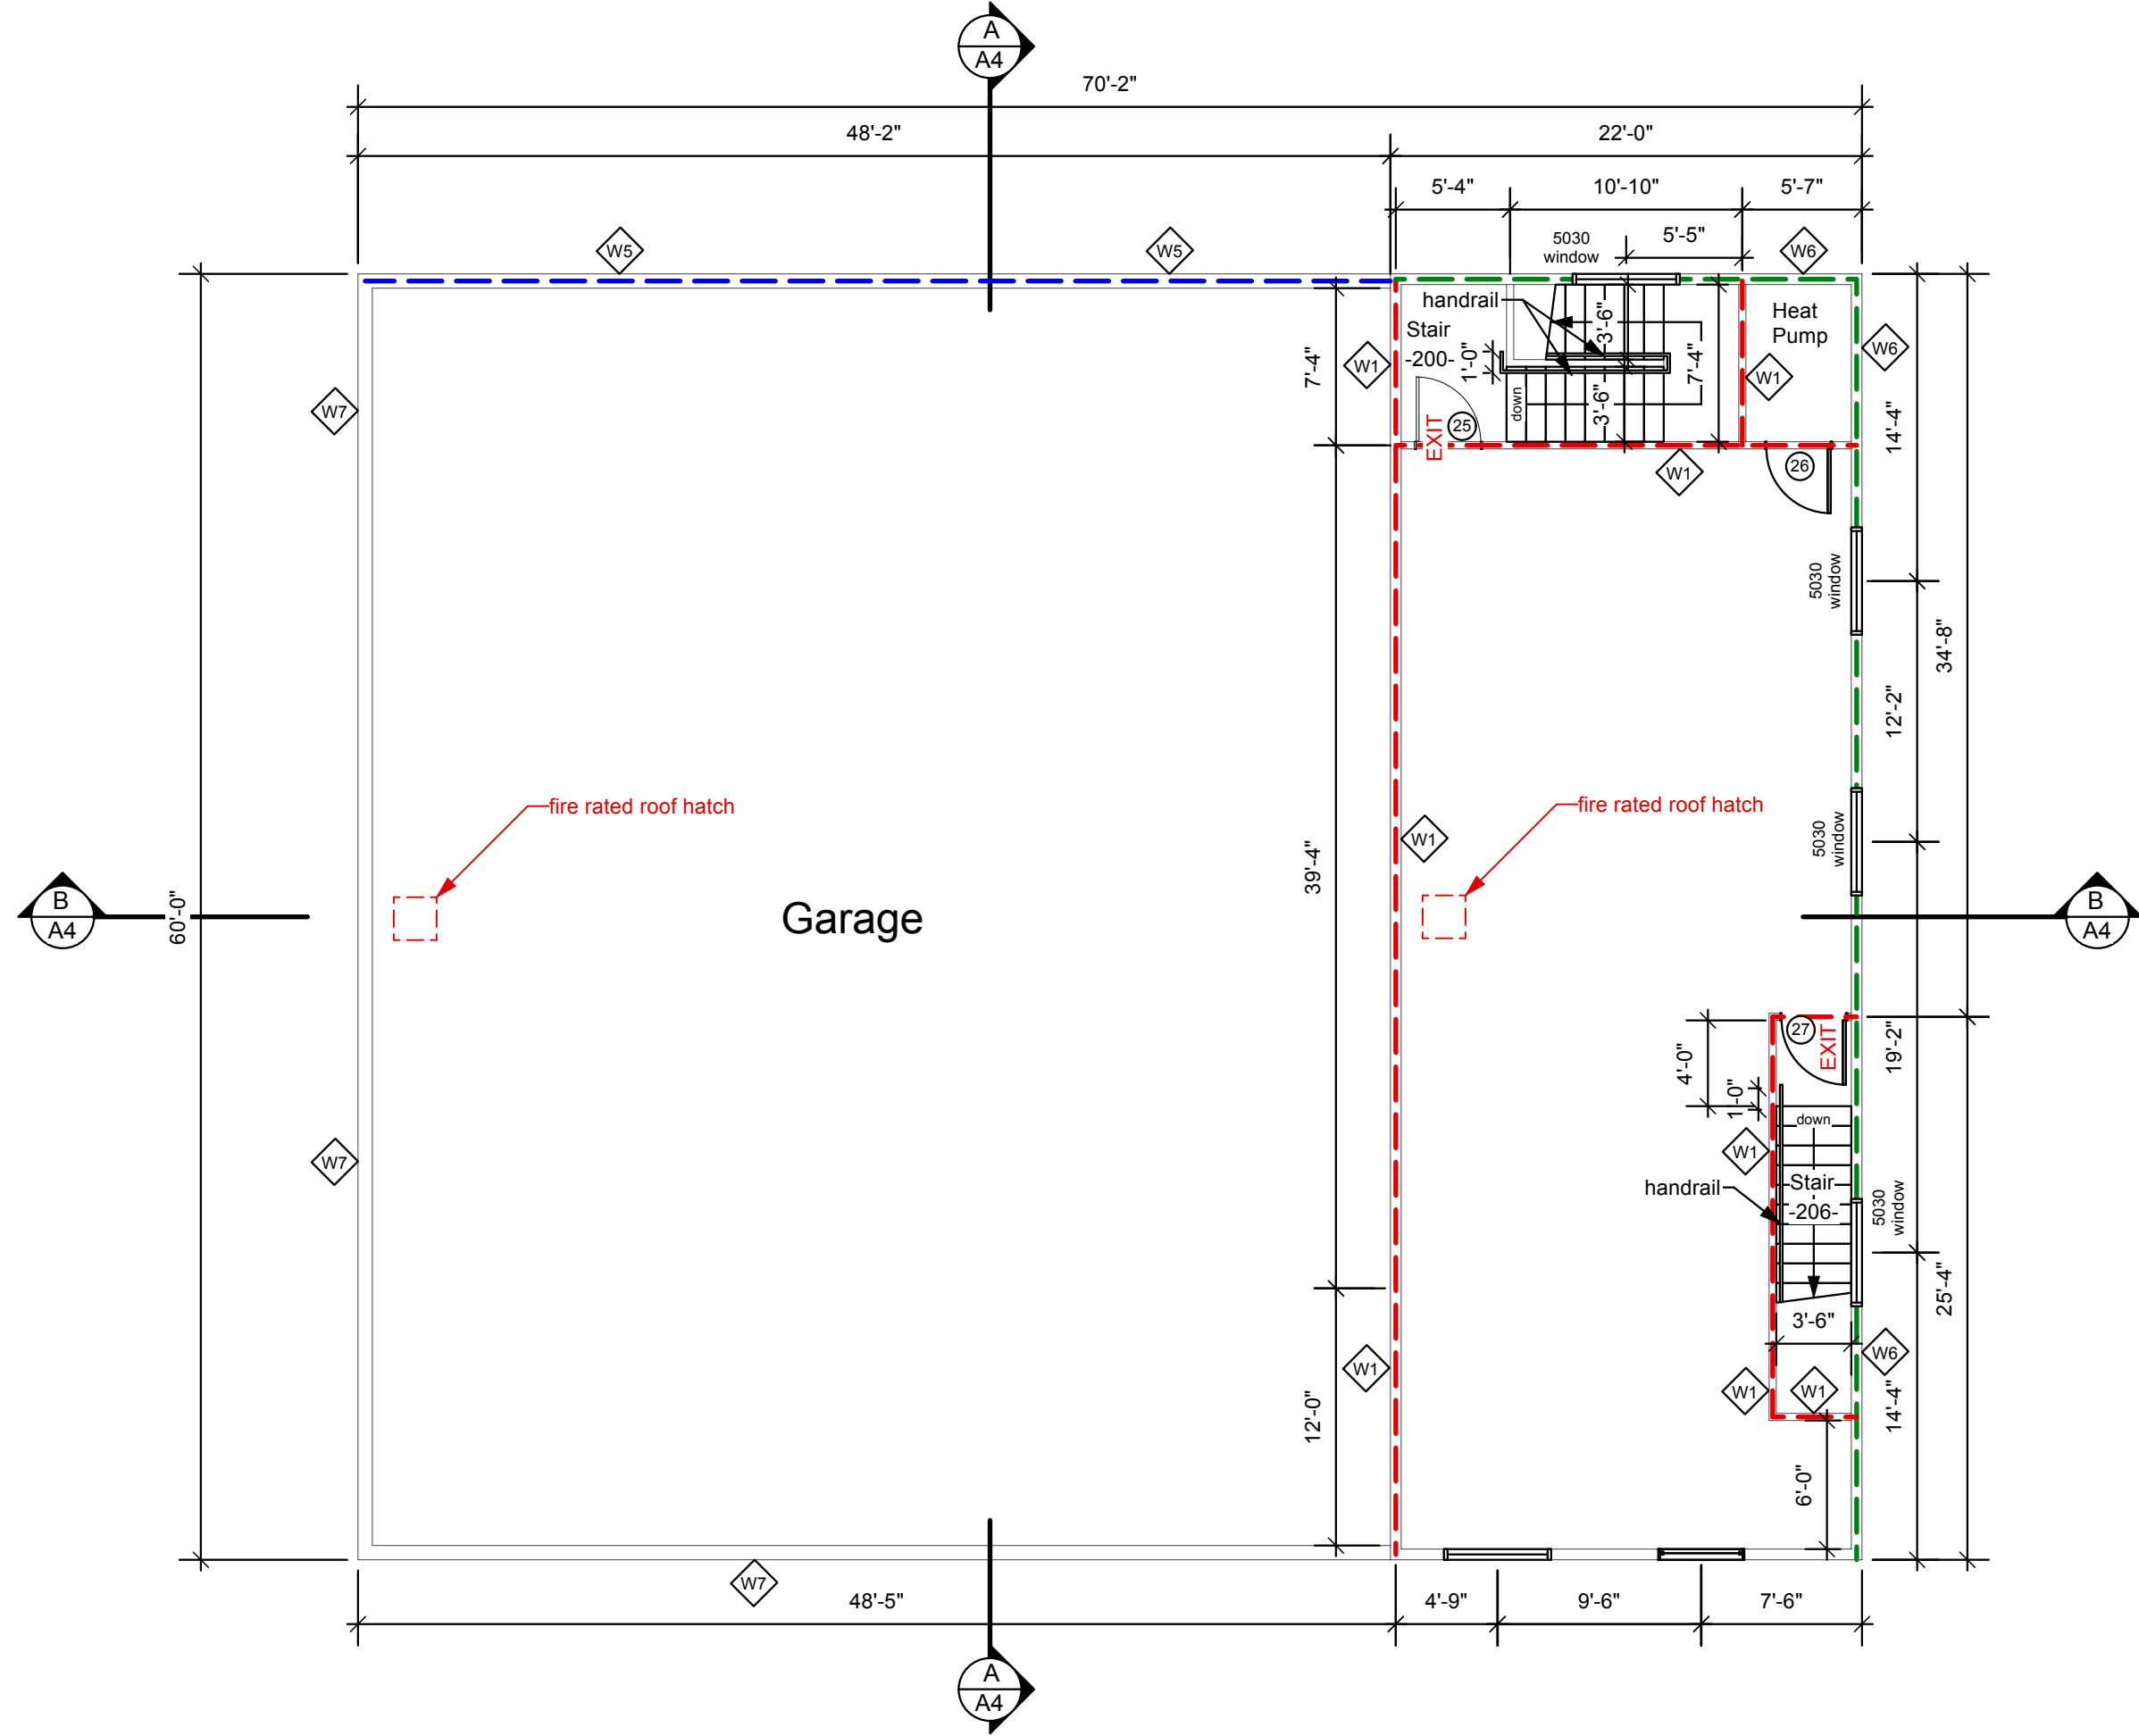 A
A4
70'-2"
48'-2"
22'-0"
5'-4"
10'-10"
5'-7"
5030
window
5'-5"
W5
W5
W6
handrail
Stair
-200-
1'-0"
3'-6"
7'-4"
3'-6"
down
Heat
Pump
W6
7'-4"
W1
W1
W7
EXIT
25
14'-4"
W1
26
5030
window
34'-8"
12'-2"
fire rated roof hatch
fire rated roof hatch
W1
5030
window
39'-4"
B
A4
60'-0"
Garage
B
A4
27
EXIT
4'-0"
1'-0"
19'-2"
down
W1
W7
Stair
-206-
handrail
5030
window
25'-4"
3'-6"
W6
W1
W1
W1
12'-0"
14'-4"
6'-0"
W7
48'-5"
4'-9"
9'-6"
7'-6"
A
A4